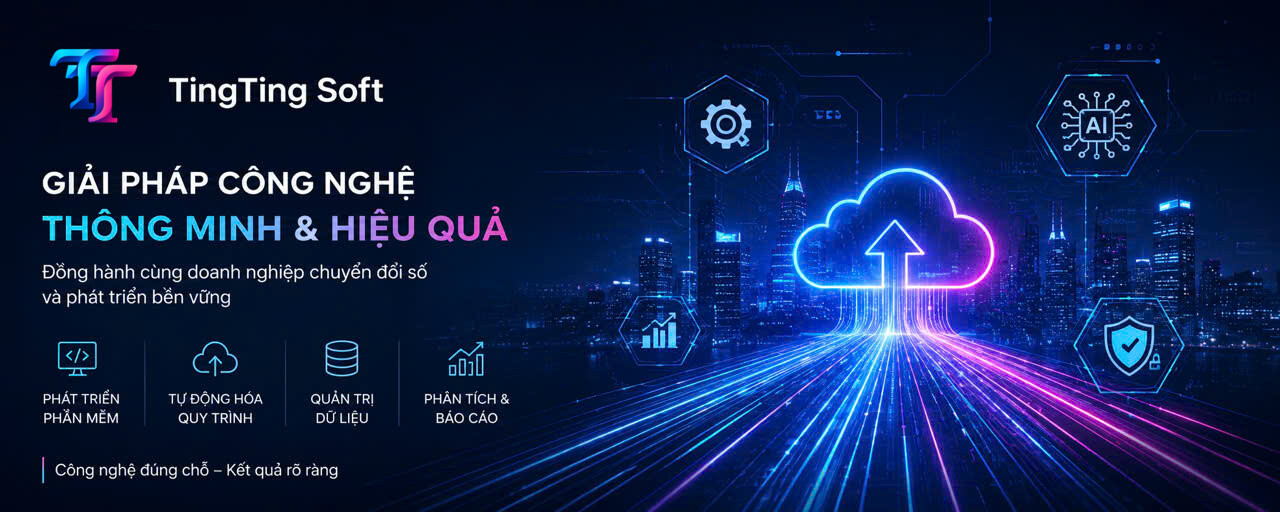 TingTing Soft
GIẢI PHÁP CÔNG NGHỆ
THÔNG MINH & HIỆU QUẢ
Đồng hành cùng doanh nghiệp chuyển đổi số
và phát triển bền vững
PHÁT TRIỂN
PHẦN MỀM
TỰ ĐỘNG HÓA
QUY TRÌNH
QUẢN TRỊ
DỮ LIỆU
PHÂN TÍCH &
BÁO CÁO
Công nghệ đúng chỗ – Kết quả rõ ràng
AI